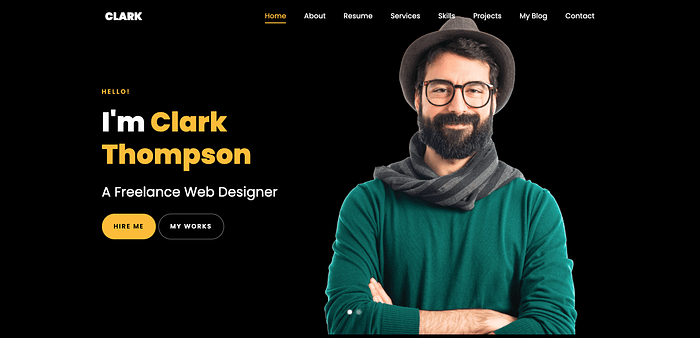 CLARK
Home About Resume Services Skills Projects My Blog Contact
HELLO!
I'm Clark
Thompson
A Freelance Web Designer
HIRE ME MY WORKS